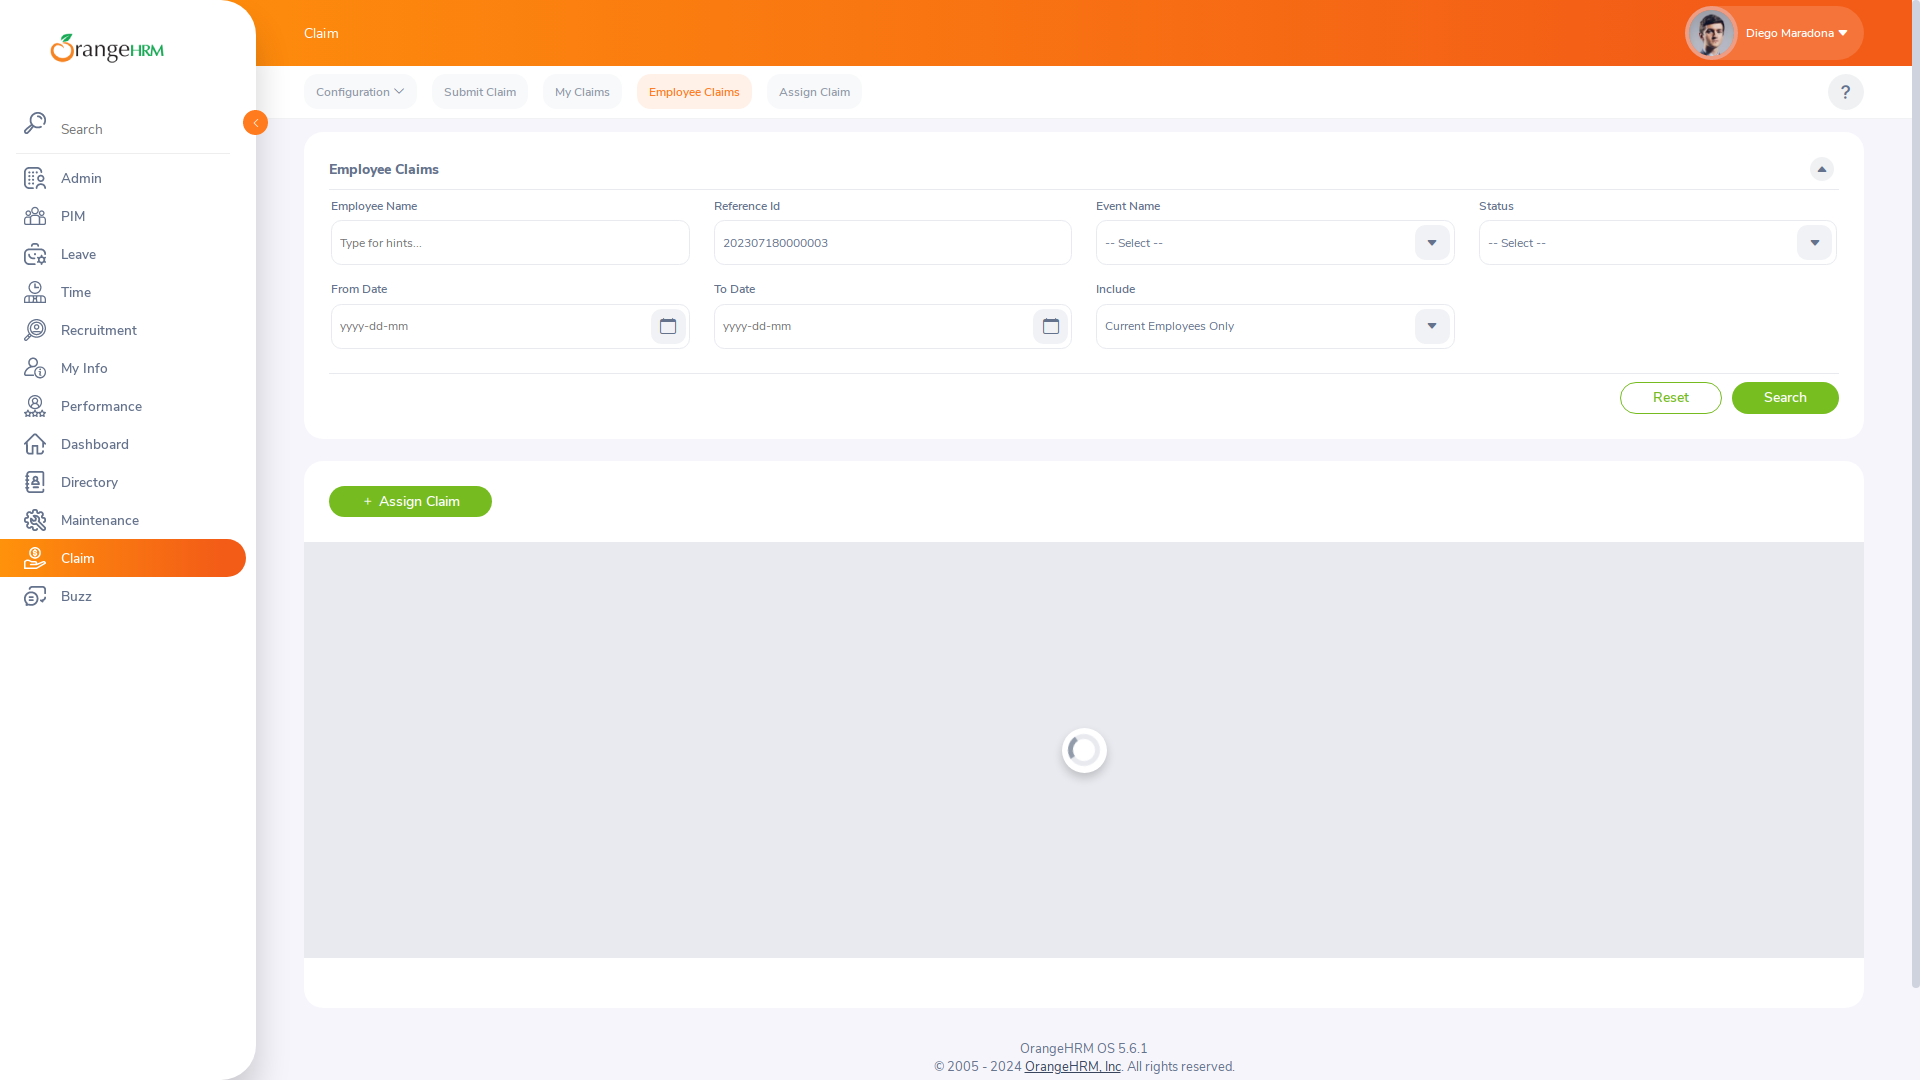 OrangeHRM
Claim
Diego Maradona
Configuration
Submit Claim
My Claims
Employee Claims
Assign Claim
?
Search
Admin
PIM
Leave
Time
Recruitment
My Info
Performance
Dashboard
Directory
Maintenance
Claim
Buzz
Employee Claims
Employee Name
Reference Id
Event Name
Status
Type for hints...
202307180000003
-- Select --
-- Select --
From Date
To Date
Include
yyyy-dd-mm
yyyy-dd-mm
Current Employees Only
Reset
Search
+ Assign Claim
OrangeHRM OS 5.6.1
© 2005 - 2024 OrangeHRM, Inc. All rights reserved.